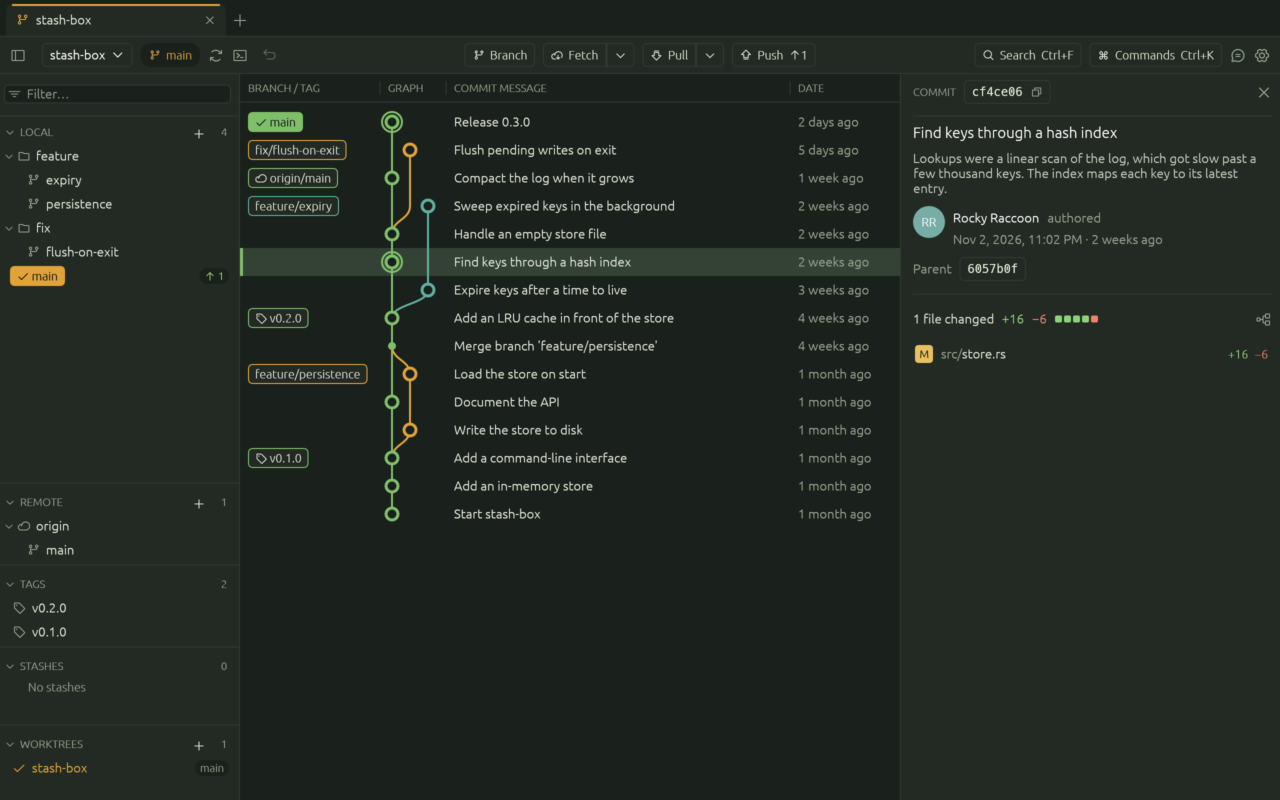 stash-box
stash-box
main
Branch
Fetch
Pull
Push ↑1
Search Ctrl+F
⌘ Commands Ctrl+K
Filter...
LOCAL 4
feature
expiry
persistence
fix
flush-on-exit
main ↑1
REMOTE 1
origin
main
TAGS 2
v0.2.0
v0.1.0
STASHES 0
No stashes
WORKTREES 1
stash-box main
BRANCH / TAG GRAPH COMMIT MESSAGE DATE
main Release 0.3.0 2 days ago
fix/flush-on-exit Flush pending writes on exit 5 days ago
origin/main Compact the log when it grows 1 week ago
feature/expiry Sweep expired keys in the background 2 weeks ago
Handle an empty store file 2 weeks ago
Find keys through a hash index 2 weeks ago
Expire keys after a time to live 3 weeks ago
v0.2.0 Add an LRU cache in front of the store 4 weeks ago
Merge branch 'feature/persistence' 4 weeks ago
feature/persistence Load the store on start 1 month ago
Document the API 1 month ago
Write the store to disk 1 month ago
v0.1.0 Add a command-line interface 1 month ago
Add an in-memory store 1 month ago
Start stash-box 1 month ago
COMMIT cf4ce06
Find keys through a hash index
Lookups were a linear scan of the log, which got slow past a
few thousand keys. The index maps each key to its latest
entry.
RR
Rocky Raccoon authored
Nov 2, 2026, 11:02 PM · 2 weeks ago
Parent 6057b0f
1 file changed +16 −6
M src/store.rs +16 −6